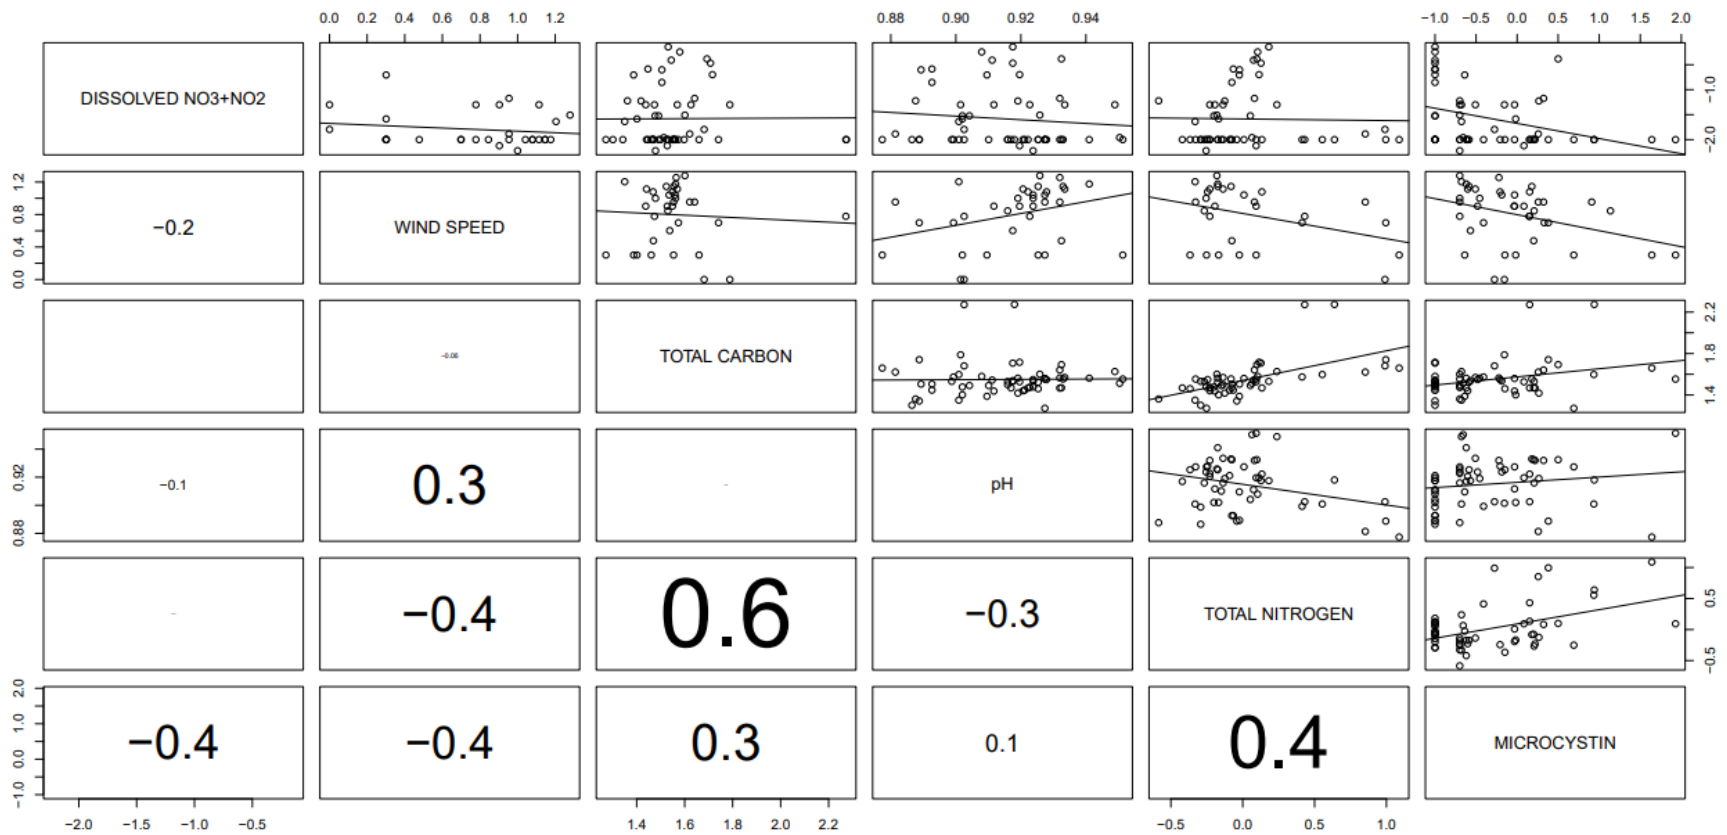 0.0 0.2 0.4 0.6 0.8 1.0 1.2
0.88 0.90 0.92 0.94
−1.0 −0.5 0.0 0.5 1.0 1.5 2.0
DISSOLVED NO3+NO2
−2.0 −1.0
0.0 0.4 0.8 1.2
−0.2
WIND SPEED
−0.06
TOTAL CARBON
1.4 1.8 2.2
0.88 0.92
−0.1
0.3
pH
−0.4
0.6
−0.3
TOTAL NITROGEN
−0.5 0.5
−1.0 0.0 1.0 2.0
−0.4
−0.4
0.3
0.1
0.4
MICROCYSTIN
−2.0 −1.5 −1.0 −0.5
1.4 1.6 1.8 2.0 2.2
−0.5 0.0 0.5 1.0